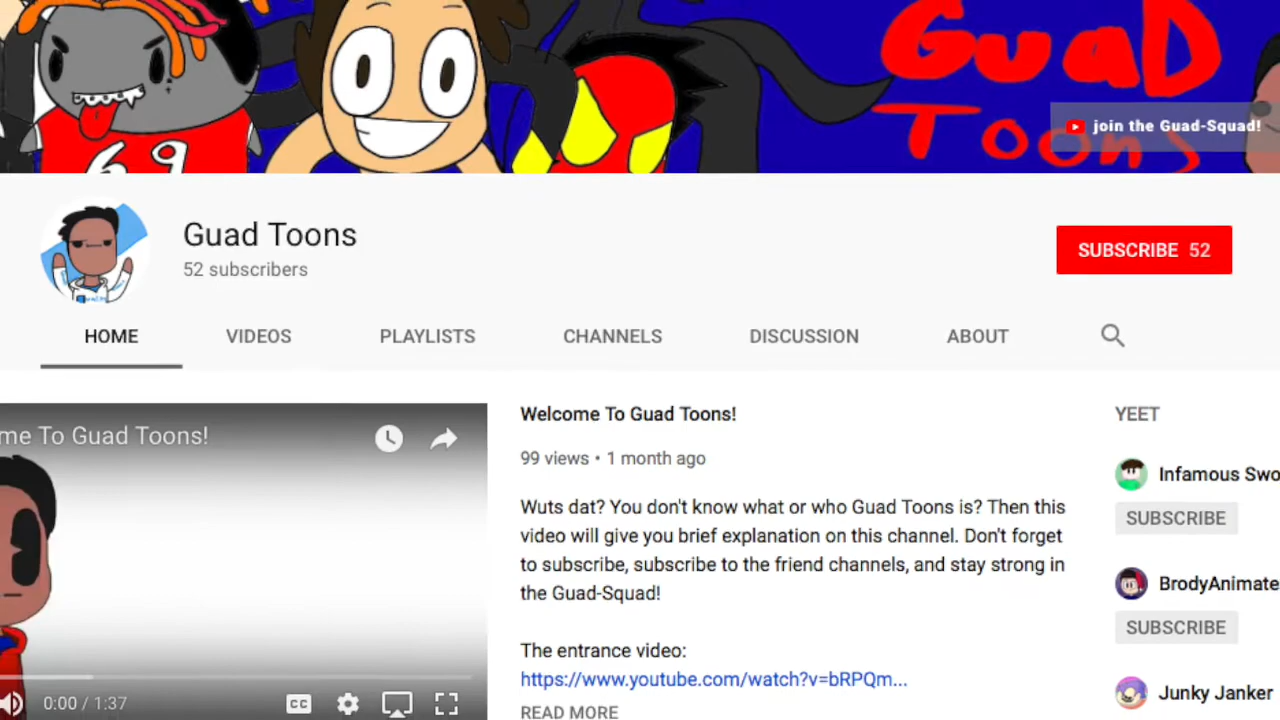 GuaD
Toons
join the Guad-Squad!
69
Guad Toons
52 subscribers
SUBSCRIBE 52
HOME VIDEOS PLAYLISTS CHANNELS DISCUSSION ABOUT
me To Guad Toons!
0:00 / 1:37
CC
Welcome To Guad Toons!
99 views • 1 month ago
Wuts dat? You don't know what or who Guad Toons is? Then this
video will give you brief explanation on this channel. Don't forget
to subscribe, subscribe to the friend channels, and stay strong in
the Guad-Squad!
The entrance video:
https://www.youtube.com/watch?v=bRPQm...
READ MORE
YEET
Infamous Swo
SUBSCRIBE
BrodyAnimate
SUBSCRIBE
Junky Janker